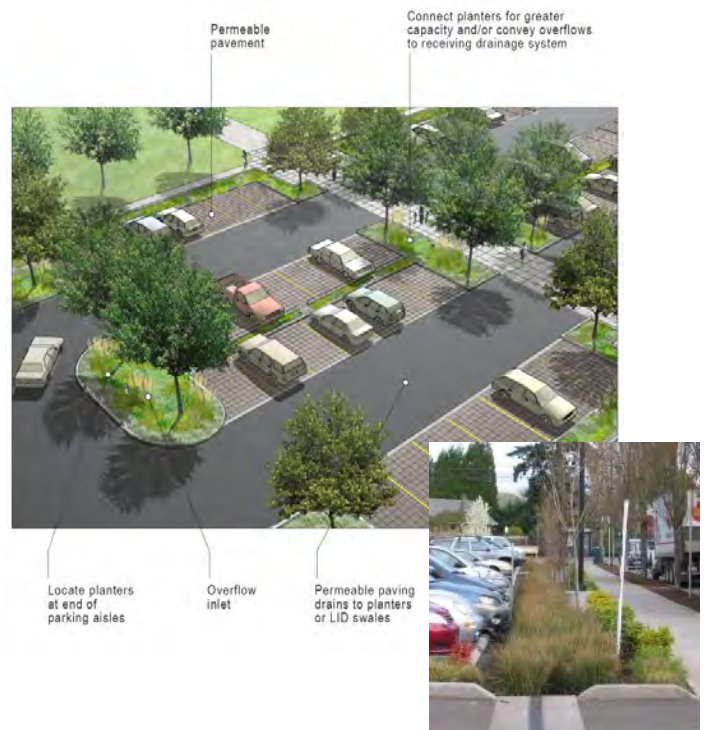 Permeable
pavement
Connect planters for greater
capacity and/or convey overflows
to receiving drainage system
Locate planters
at end of
parking aisles
Overflow
inlet
Permeable paving
drains to planters
or LID swales